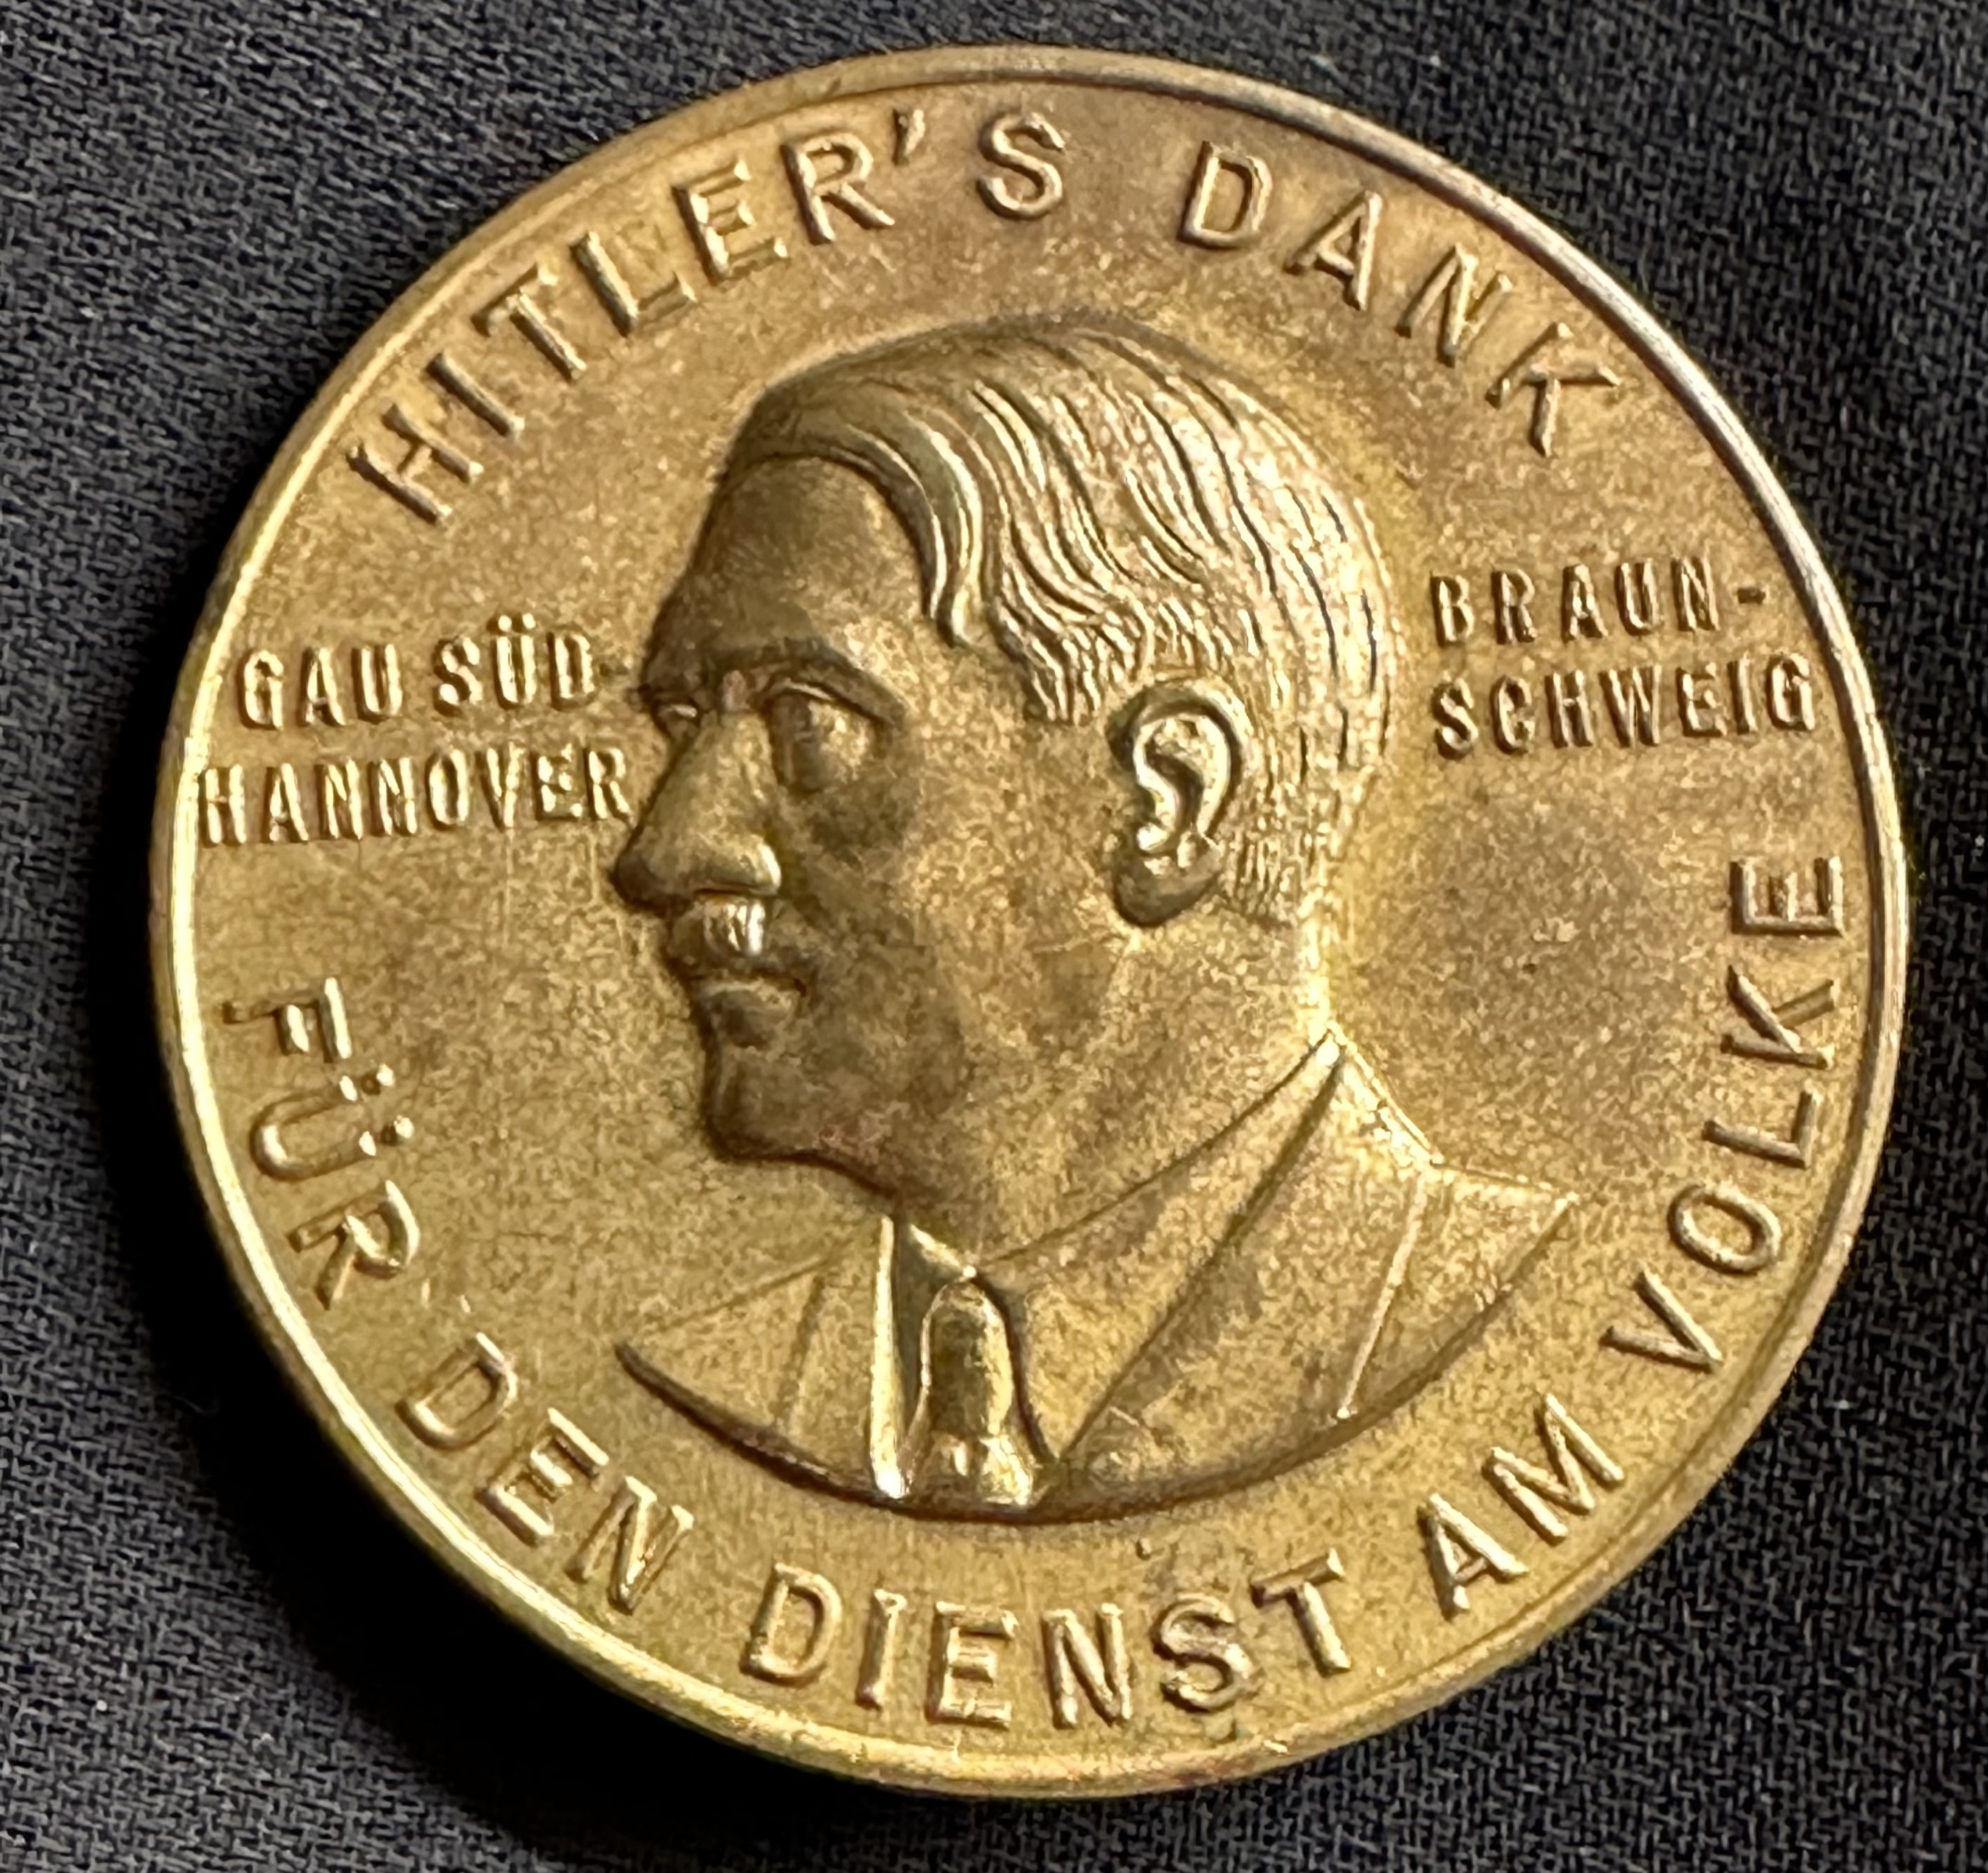 HITLER'S DANK
GAU SÜD-
HANNOVER
BRAUN-
SCHWEIG
FÜR DEN DIENST AM VOLKE